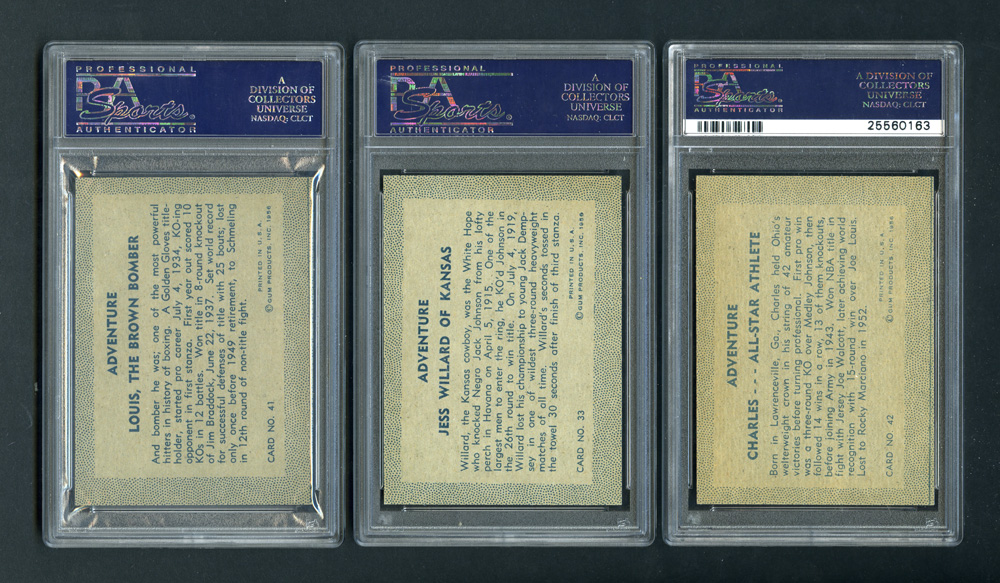 PROFESSIONAL
PSA
Sports.
AUTHENTICATOR
A
DIVISION OF
COLLECTORS
UNIVERSE
NASDAQ: CLCT
ADVENTURE
LOUIS, THE BROWN BOMBER
And bomber he was; one of the most powerful
hitters in history of boxing. A Golden Gloves title-
holder, started pro career July 4, 1934, KO-ing
opponent in first stanza. First year out scored 10
KOs in 12 battles. Won title in 8-round knockout
of Jim Braddock, June 22, 1937. Set world record
for successful defenses of title with 25 bouts; lost
only once before 1949 retirement, to Schmeling
in 12th round of non-title fight.
PRINTED IN U.S.A.
CARD NO. 41
© GUM PRODUCTS, INC. 1956
PROFESSIONAL
PSA
Sports.
AUTHENTICATOR
A
DIVISION OF
COLLECTORS
UNIVERSE
NASDAQ: CLCT
ADVENTURE
JESS WILLARD OF KANSAS
Willard, the Kansas cowboy, was the White Hope
who knocked Negro Jack Johnson from his lofty
perch in Havana on April 5, 1915. One of the
largest men to enter the ring, he KO'd Johnson in
the 26th round to win title. On July 4, 1919,
Willard lost his championship to young Jack Demp-
sey in one of wildest three-round heavyweight
matches of all time. Willard's seconds tossed in
the towel 30 seconds after finish of third stanza.
PRINTED IN U.S.A.
CARD NO. 33
© GUM PRODUCTS, INC. 1956
PROFESSIONAL
PSA
Sports.
AUTHENTICATOR
A DIVISION OF
COLLECTORS
UNIVERSE
NASDAQ: CLCT
25560163
ADVENTURE
CHARLES - - - ALL-STAR ATHLETE
Born in Lawrenceville, Ga., Charles held Ohio's
welterweight crown in his string of 42 amateur
victories before turning professional. First pro win
was a three-round KO over Medley Johnson, then
followed 14 wins in a row, 13 of them knockouts,
before joining Army in 1943. Won NBA title in
fight with Jersey Joe Walcott, later achieving world
recognition with 15-round win over Joe Louis.
Lost to Rocky Marciano in 1952.
PRINTED IN U.S.A.
CARD NO. 42
© GUM PRODUCTS, INC.